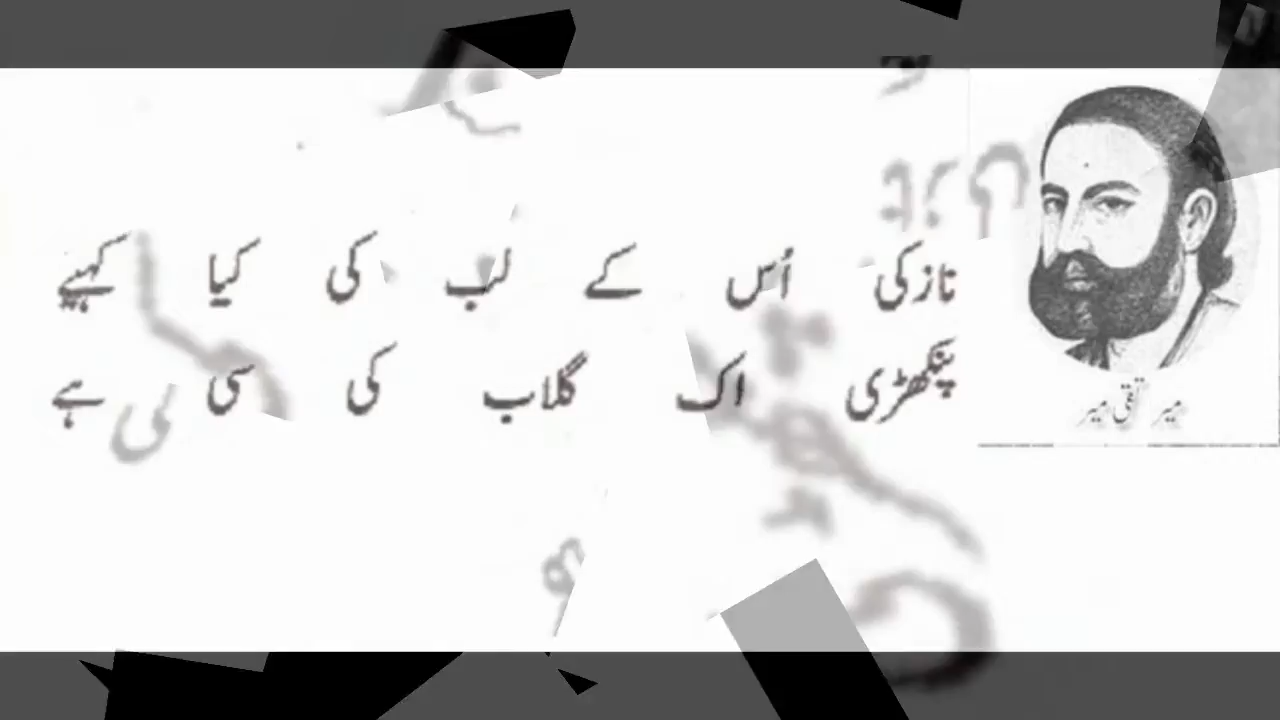 نازکی اُس کے لب کی کیا کہیے
پنکھڑی اک گلاب کی سی ہے
میر تقی میر